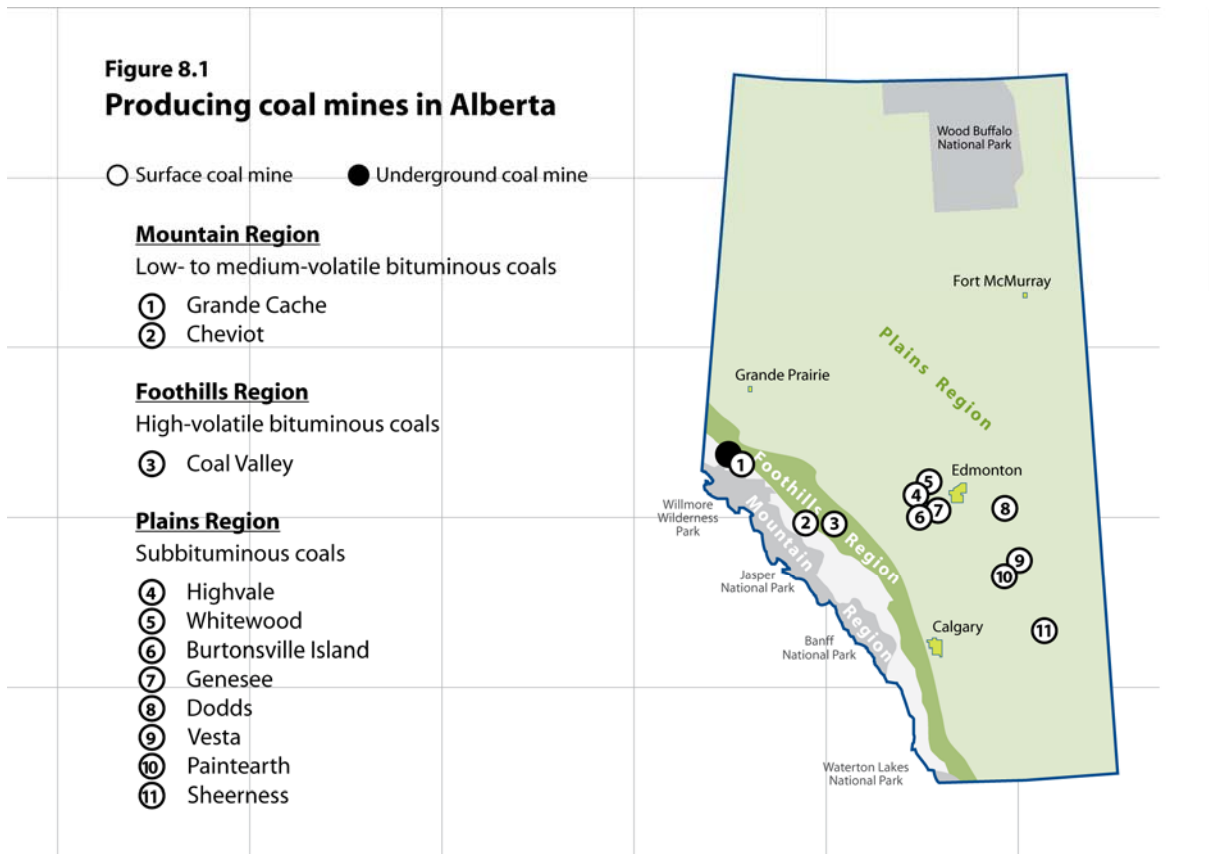 Figure 8.1
Producing coal mines in Alberta
Surface coal mine
Underground coal mine
Mountain Region
Low- to medium-volatile bituminous coals
1 Grande Cache
2 Cheviot
Foothills Region
High-volatile bituminous coals
3 Coal Valley
Plains Region
Subbituminous coals
4 Highvale
5 Whitewood
6 Burtonsville Island
7 Genesee
8 Dodds
9 Vesta
10 Paintearth
11 Sheerness
Wood Buffalo
National Park
Fort McMurray
Plains Region
Grande Prairie
1
Foothills Region
Edmonton
5
4
7
6
8
Willmore
Wilderness
Park
Mountain Region
2
3
9
10
Jasper
National Park
11
Calgary
Banff
National Park
Waterton Lakes
National Park